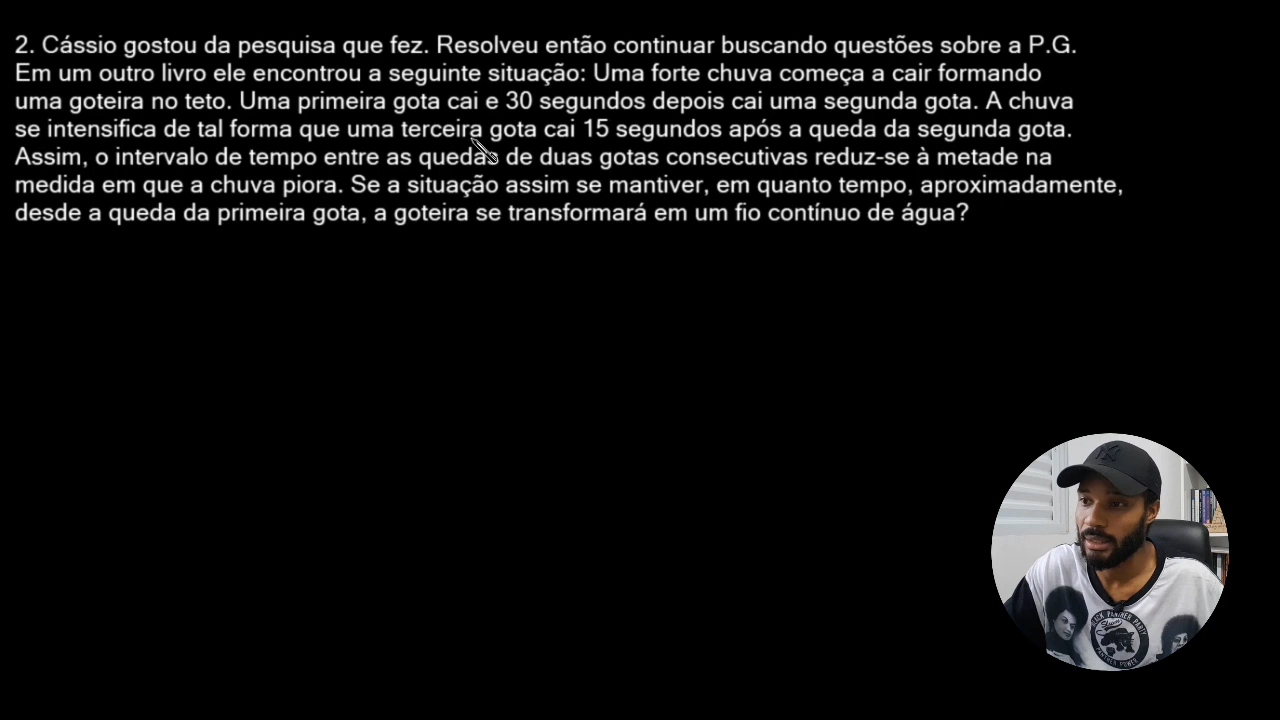 2. Cássio gostou da pesquisa que fez. Resolveu então continuar buscando questões sobre a P.G.
Em um outro livro ele encontrou a seguinte situação: Uma forte chuva começa a cair formando
uma goteira no teto. Uma primeira gota cai e 30 segundos depois cai uma segunda gota. A chuva
se intensifica de tal forma que uma terceira gota cai 15 segundos após a queda da segunda gota.
Assim, o intervalo de tempo entre as quedas de duas gotas consecutivas reduz-se à metade na
medida em que a chuva piora. Se a situação assim se mantiver, em quanto tempo, aproximadamente,
desde a queda da primeira gota, a goteira se transformará em um fio contínuo de água?